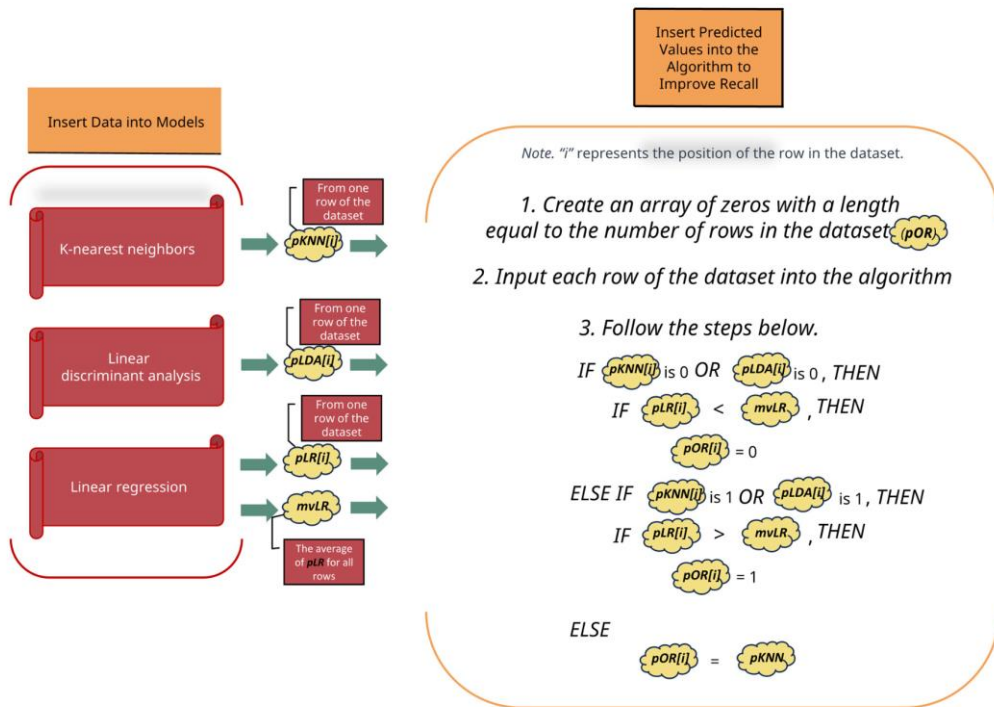 Insert Data into Models
K-nearest neighbors
From one
row of the
dataset
pKNN[i]
Linear
discriminant analysis
From one
row of the
dataset
pLDA[i]
Linear regression
From one
row of the
dataset
pLR[i]
mvLR
The average
of pLR for all
rows
Insert Predicted
Values into the
Algorithm to
Improve Recall
Note. “i” represents the position of the row in the dataset.
1. Create an array of zeros with a length
equal to the number of rows in the dataset (pOR)
2. Input each row of the dataset into the algorithm
3. Follow the steps below.
IF pKNN[i] is 0 OR pLDA[i] is 0 , THEN
IF pLR[i] < mvLR , THEN
pOR[i] = 0
ELSE IF pKNN[i] is 1 OR pLDA[i] is 1 , THEN
IF pLR[i] > mvLR , THEN
pOR[i] = 1
ELSE
pOR[i] = pKNN